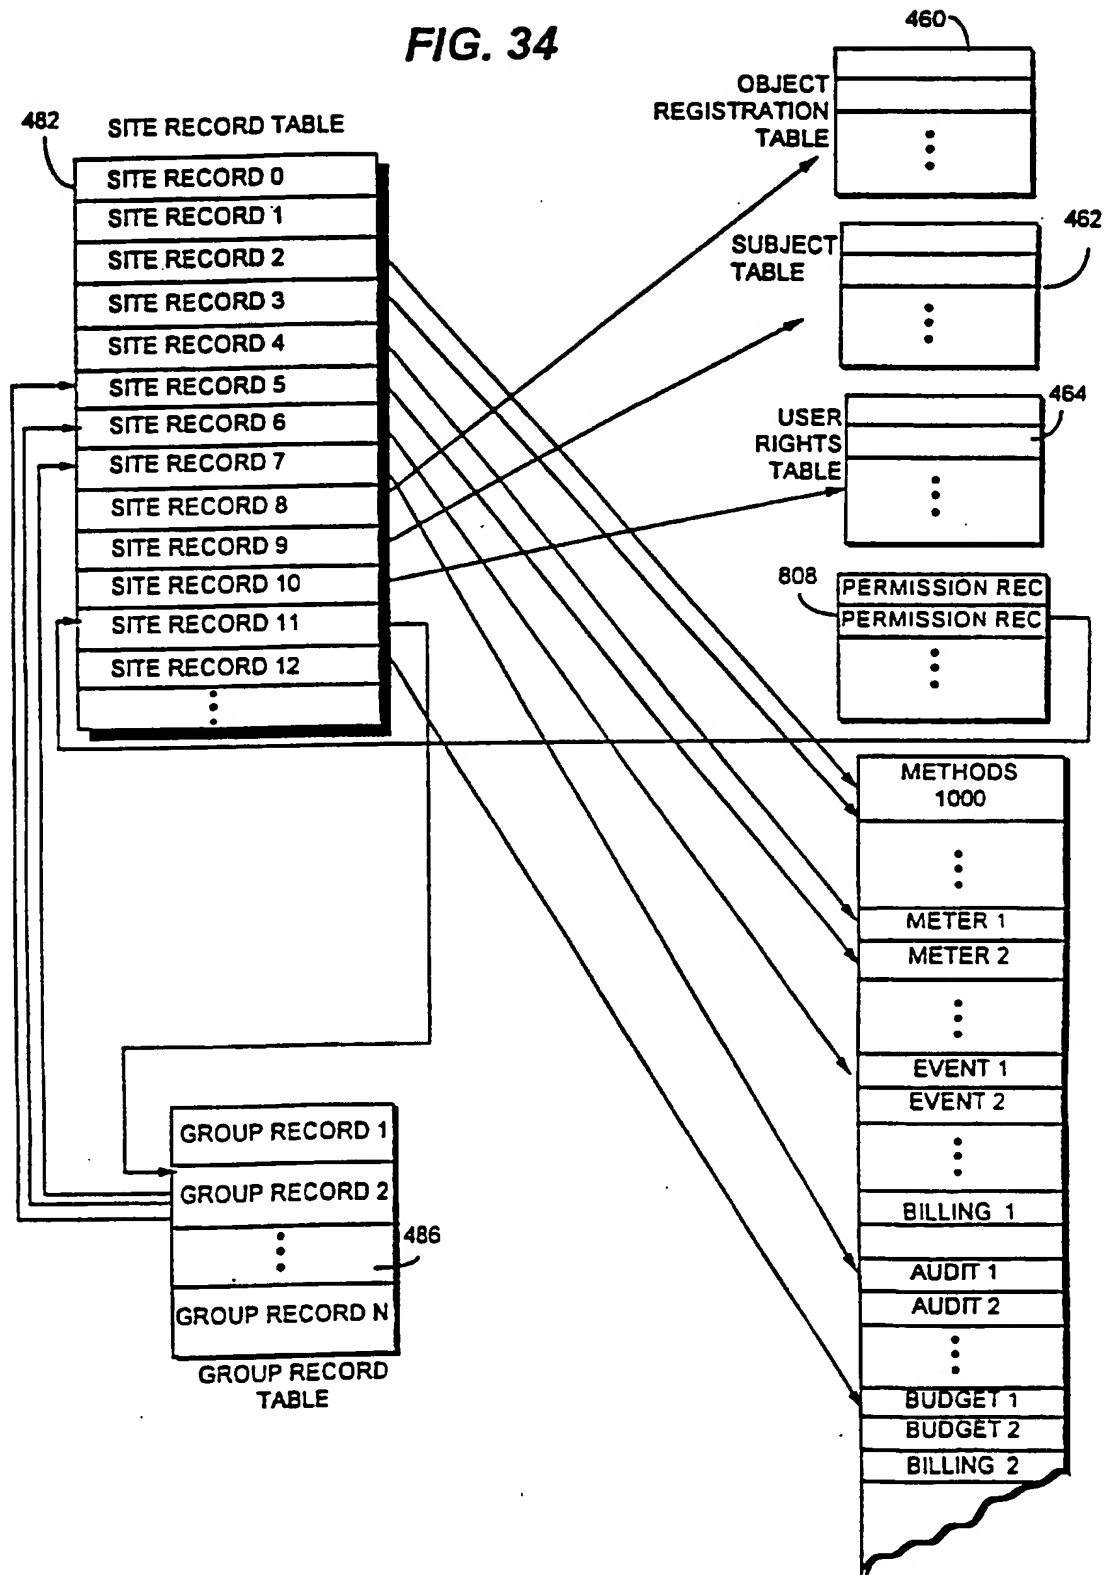 FIG. 34
460
OBJECT
REGISTRATION
TABLE
482
SITE RECORD TABLE
SITE RECORD 0
SITE RECORD 1
SITE RECORD 2
SITE RECORD 3
SITE RECORD 4
SITE RECORD 5
SITE RECORD 6
SITE RECORD 7
SITE RECORD 8
SITE RECORD 9
SITE RECORD 10
SITE RECORD 11
SITE RECORD 12
SUBJECT
TABLE
462
USER
RIGHTS
TABLE
464
808
PERMISSION REC
PERMISSION REC
METHODS
1000
METER 1
METER 2
EVENT 1
EVENT 2
BILLING 1
AUDIT 1
AUDIT 2
BUDGET 1
BUDGET 2
BILLING 2
GROUP RECORD 1
GROUP RECORD 2
486
GROUP RECORD N
GROUP RECORD
TABLE